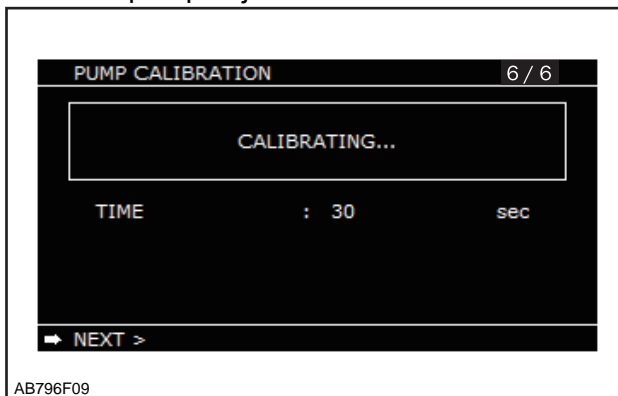 PUMP CALIBRATION 6/6
CALIBRATING...
TIME : 30 sec
➡ NEXT >
AB796F09